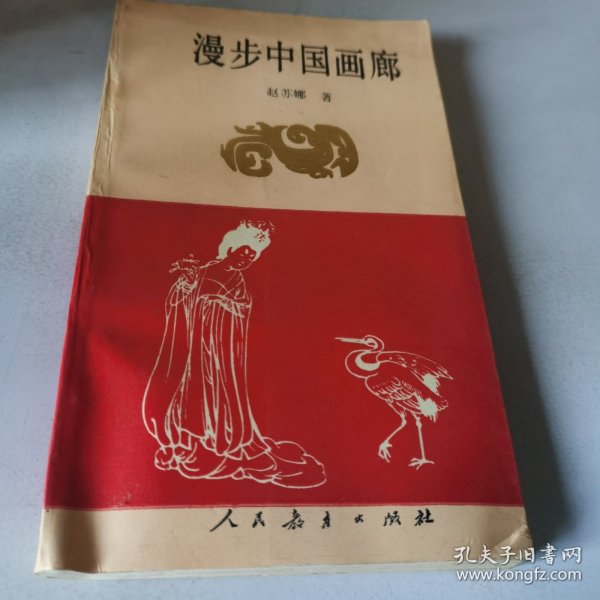 漫步中国画廊
赵苏娜 著
人民教育出版社
孔夫子旧书网
www.kongfz.com